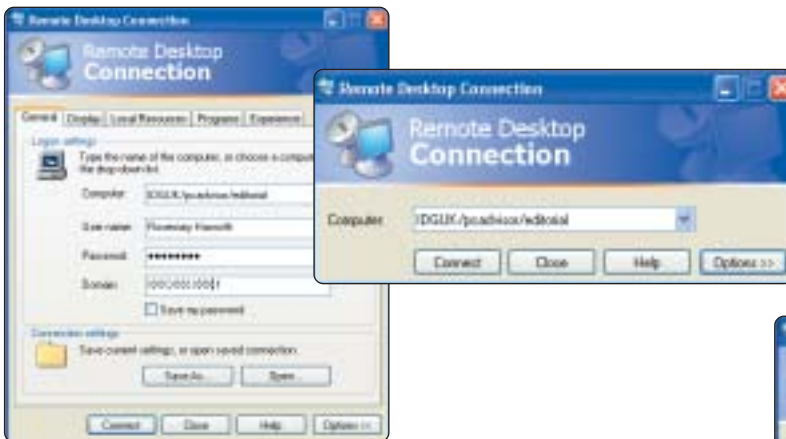 Remote Desktop Connection
Remote Desktop
Connection
General Display Local Resources Programs Experience
Logon settings
Type the name of the computer, or choose a computer
the drop-down list.
Computer: IDGUK/pcadvisor/editorial
User name: Rosemary
Password: ********
Domain:
Save my password
Connection settings
Save current settings, or open saved connection.
Save As... Open...
Connect Close Help Options <<
Remote Desktop Connection
Remote Desktop
Connection
Computer: IDGUK/pcadvisor/editorial
Connect Close Help Options >>